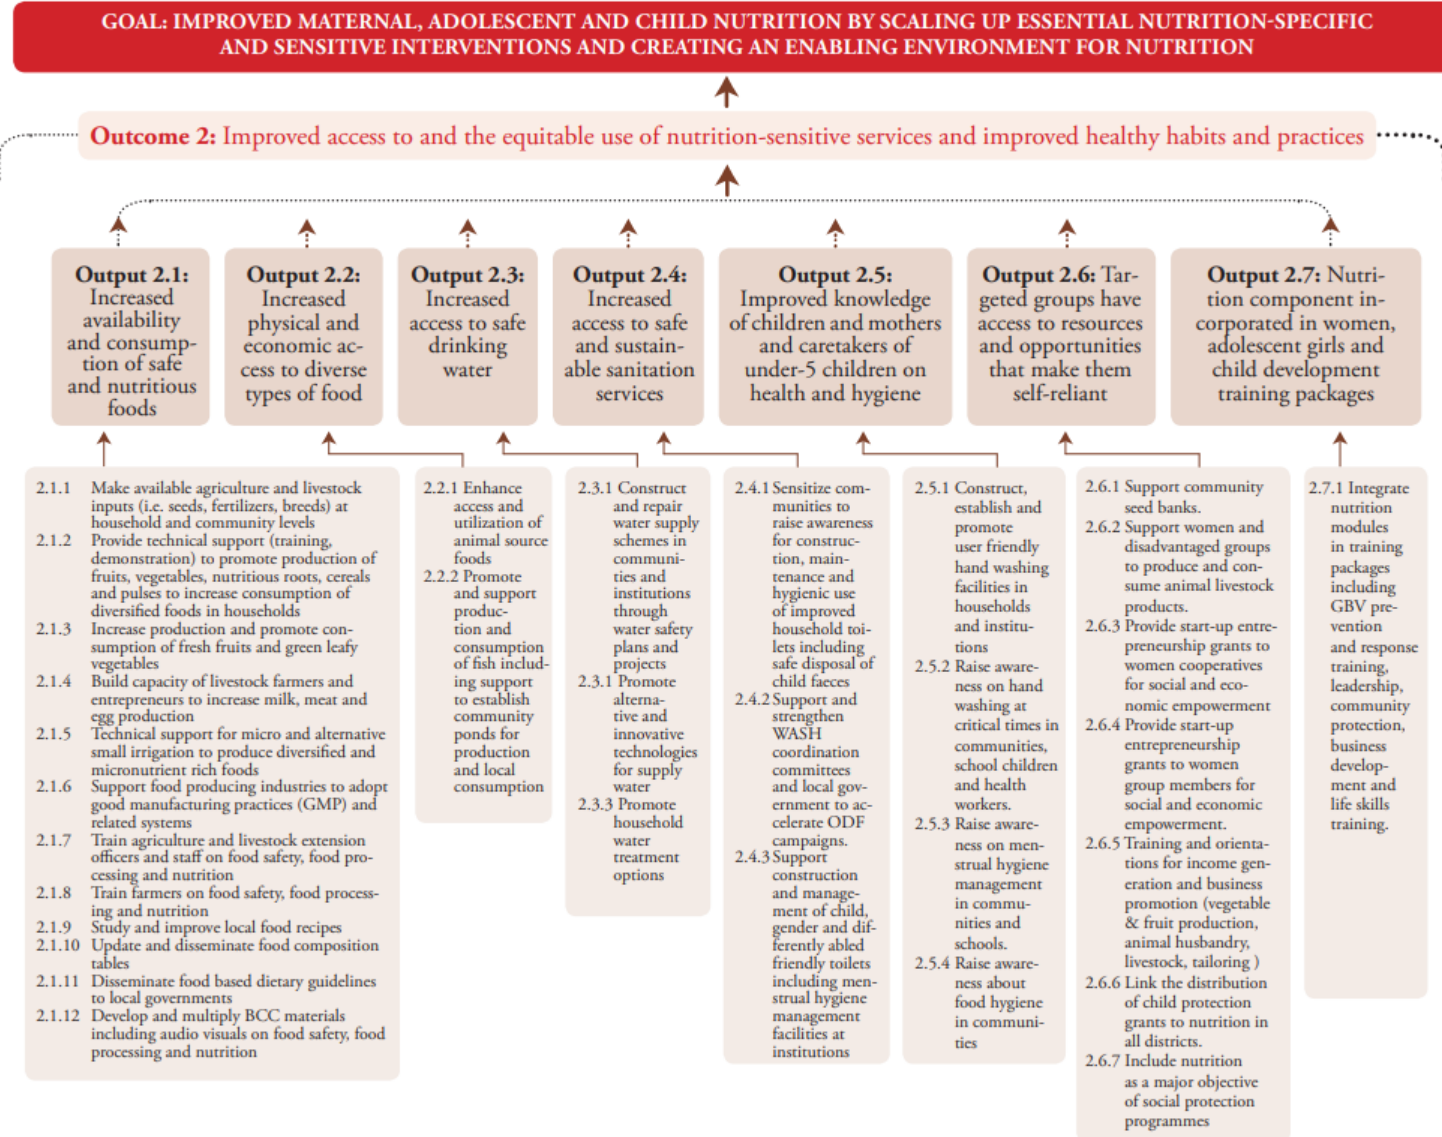 GOAL: IMPROVED MATERNAL, ADOLESCENT AND CHILD NUTRITION BY SCALING UP ESSENTIAL NUTRITION-SPECIFIC
AND SENSITIVE INTERVENTIONS AND CREATING AN ENABLING ENVIRONMENT FOR NUTRITION
Outcome 2: Improved access to and the equitable use of nutrition-sensitive services and improved healthy habits and practices
Output 2.1:
Increased
availability
and consump-
tion of safe
and nutritious
foods
Output 2.2:
Increased
physical and
economic ac-
cess to diverse
types of food
Output 2.3:
Increased
access to safe
drinking
water
Output 2.4:
Increased
access to safe
and sustain-
able sanitation
services
Output 2.5:
Improved knowledge
of children and mothers
and caretakers of
under-5 children on
health and hygiene
Output 2.6: Tar-
geted groups have
access to resources
and opportunities
that make them
self-reliant
Output 2.7: Nutri-
tion component in-
corporated in women,
adolescent girls and
child development
training packages
2.1.1 Make available agriculture and livestock
inputs (i.e. seeds, fertilizers, breeds) at
household and community levels
2.1.2 Provide technical support (training,
demonstration) to promote production of
fruits, vegetables, nutritious roots, cereals
and pulses to increase consumption of
diversified foods in households
2.1.3 Increase production and promote con-
sumption of fresh fruits and green leafy
vegetables
2.1.4 Build capacity of livestock farmers and
entrepreneurs to increase milk, meat and
egg production
2.1.5 Technical support for micro and alternative
small irrigation to produce diversified and
micronutrient rich foods
2.1.6 Support food producing industries to adopt
good manufacturing practices (GMP) and
related systems
2.1.7 Train agriculture and livestock extension
officers and staff on food safety, food pro-
cessing and nutrition
2.1.8 Train farmers on food safety, food process-
ing and nutrition
2.1.9 Study and improve local food recipes
2.1.10 Update and disseminate food composition
tables
2.1.11 Disseminate food based dietary guidelines
to local governments
2.1.12 Develop and multiply BCC materials
including audio visuals on food safety, food
processing and nutrition
2.2.1 Enhance
access and
utilization of
animal source
foods
2.2.2 Promote
and support
produc-
tion and
consumption
of fish includ-
ing support
to establish
community
ponds for
production
and local
consumption
2.3.1 Construct
and repair
water supply
schemes in
communi-
ties and
institutions
through
water safety
plans and
projects
2.3.1 Promote
alterna-
tive and
innovative
technologies
for supply
water
2.3.3 Promote
household
water
treatment
options
2.4.1 Sensitize com-
munities to
raise awareness
for construc-
tion, main-
tenance and
hygienic use
of improved
household toi-
lets including
safe disposal of
child faeces
2.4.2 Support and
strengthen
WASH
coordination
committees
and local gov-
ernment to ac-
celerate ODF
campaigns.
2.4.3 Support
construction
and manage-
ment of child,
gender and dif-
ferently abled
friendly toilets
including men-
strual hygiene
management
facilities at
institutions
2.5.1 Construct,
establish and
promote
user friendly
hand washing
facilities in
households
and institu-
tions
2.5.2 Raise aware-
ness on hand
washing at
critical times in
communities,
school children
and health
workers.
2.5.3 Raise aware-
ness on men-
strual hygiene
management
in commu-
nities and
schools.
2.5.4 Raise aware-
ness about
food hygiene
in communi-
ties
2.6.1 Support community
seed banks.
2.6.2 Support women and
disadvantaged groups
to produce and con-
sume animal livestock
products.
2.6.3 Provide start-up entre-
preneurship grants to
women cooperatives
for social and eco-
nomic empowerment
2.6.4 Provide start-up
entrepreneurship
grants to women
group members for
social and economic
empowerment.
2.6.5 Training and orienta-
tions for income gen-
eration and business
promotion (vegetable
& fruit production,
animal husbandry,
livestock, tailoring )
2.6.6 Link the distribution
of child protection
grants to nutrition in
all districts.
2.6.7 Include nutrition
as a major objective
of social protection
programmes
2.7.1 Integrate
nutrition
modules
in training
packages
including
GBV pre-
vention
and response
training,
leadership,
community
protection,
business
develop-
ment and
life skills
training.